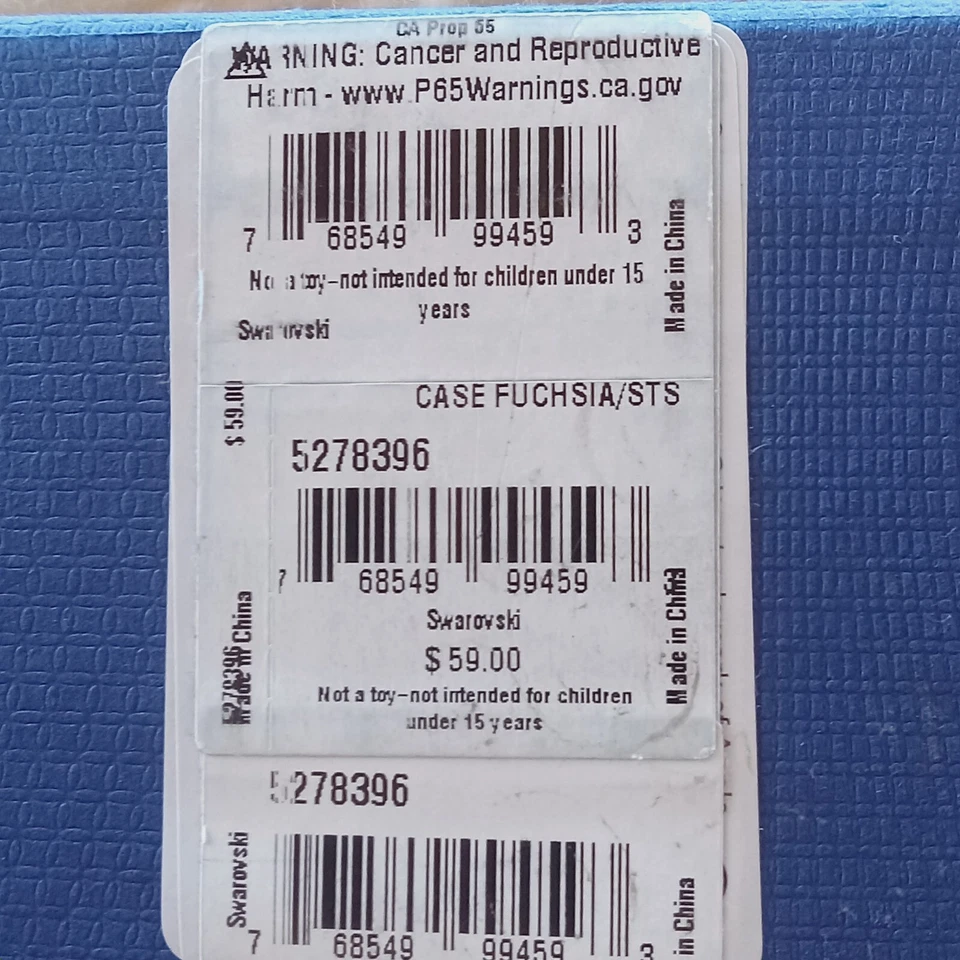 CA Prop 65
WARNING: Cancer and Reproductive
Harm - www.P65Warnings.ca.gov
7 68549 99459 3
Made in China
Not a toy-not intended for children under 15
years
Swarovski
CASE FUCHSIA/STS
$59.00
5278396
7 68549 99459 3
Swarovski
$59.00
Made in China
5278396
Made in China
Not a toy-not intended for children
under 15 years
5278396
Swarovski
7 68549 99459 3
in China